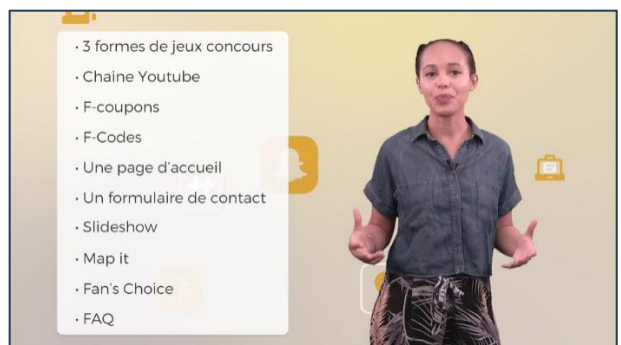 · 3 formes de jeux concours
· Chaine Youtube
· F-coupons
· F-Codes
· Une page d'accueil
· Un formulaire de contact
· Slideshow
· Map it
· Fan's Choice
· FAQ